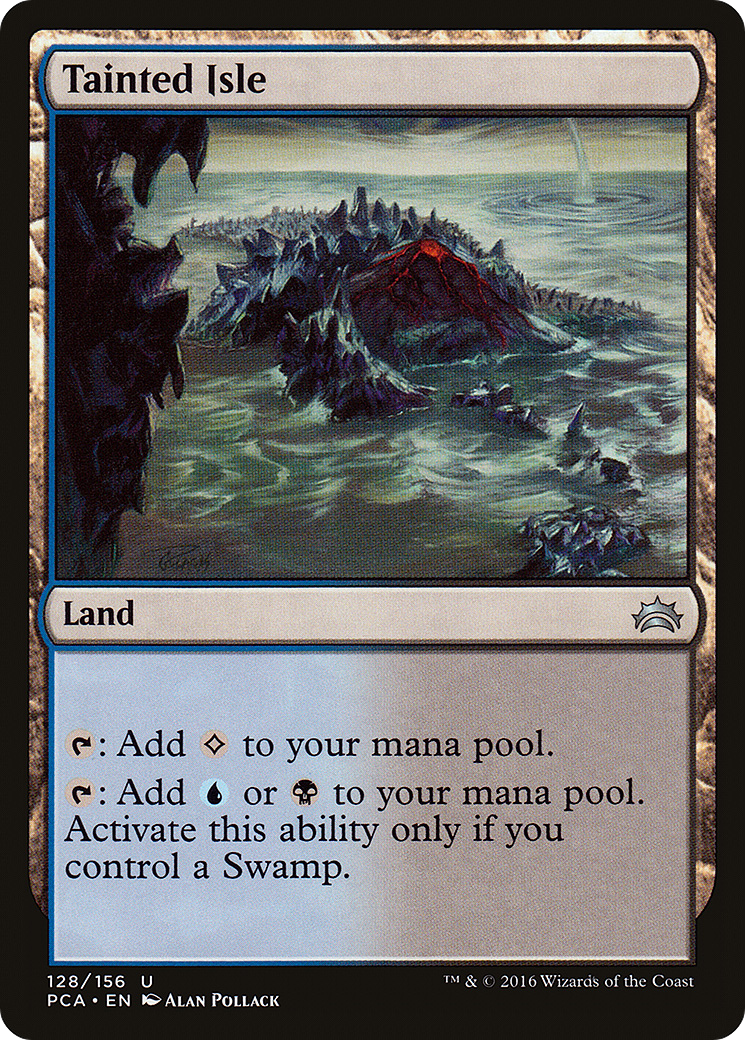 Tainted Isle
Land
: Add to your mana pool.
: Add or to your mana pool.
Activate this ability only if you
control a Swamp.
128/156 U
PCA • EN Alan Pollack
™ & © 2016 Wizards of the Coast